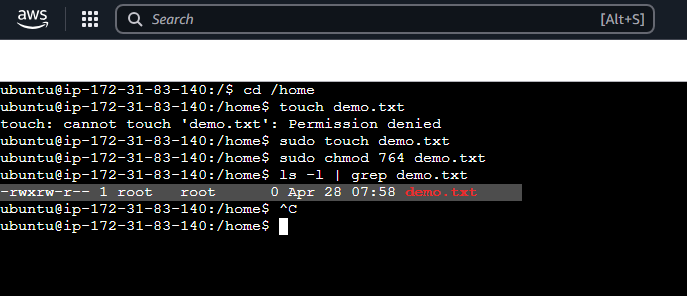 aws Search [Alt+S]
ubuntu@ip-172-31-83-140:/$ cd /home
ubuntu@ip-172-31-83-140:/home$ touch demo.txt
touch: cannot touch 'demo.txt': Permission denied
ubuntu@ip-172-31-83-140:/home$ sudo touch demo.txt
ubuntu@ip-172-31-83-140:/home$ sudo chmod 764 demo.txt
ubuntu@ip-172-31-83-140:/home$ ls -l | grep demo.txt
-rwxrw-r-- 1 root   root      0 Apr 28 07:58 demo.txt
ubuntu@ip-172-31-83-140:/home$ ^C
ubuntu@ip-172-31-83-140:/home$